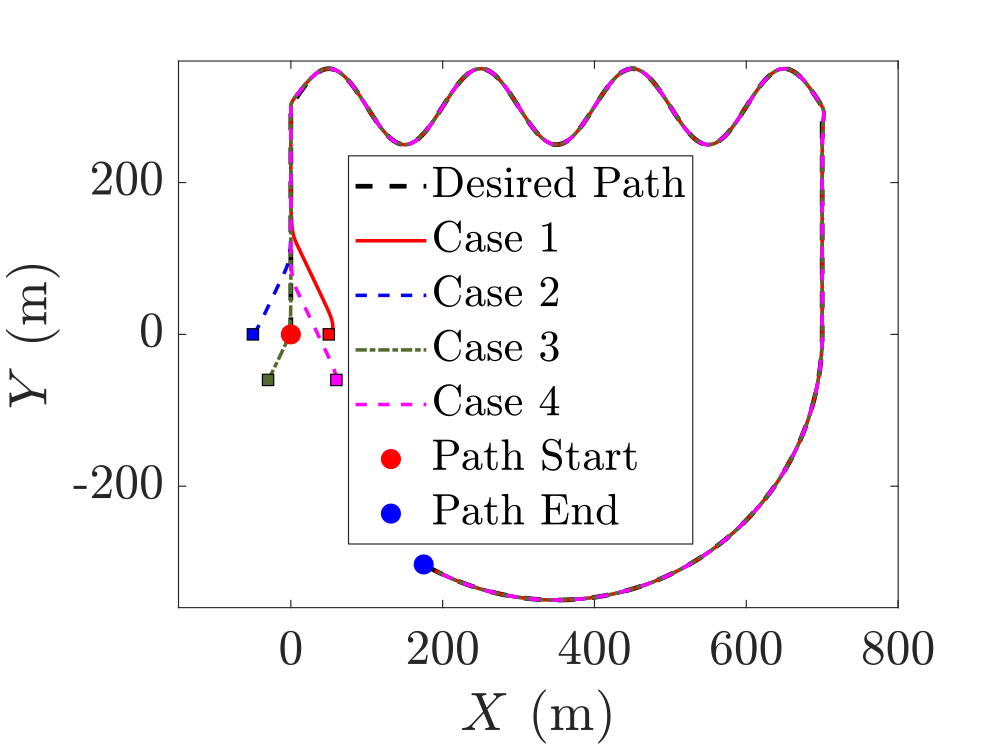 200
0
-200
Y (m)
Desired Path
Case 1
Case 2
Case 3
Case 4
Path Start
Path End
0 200 400 600 800
X (m)